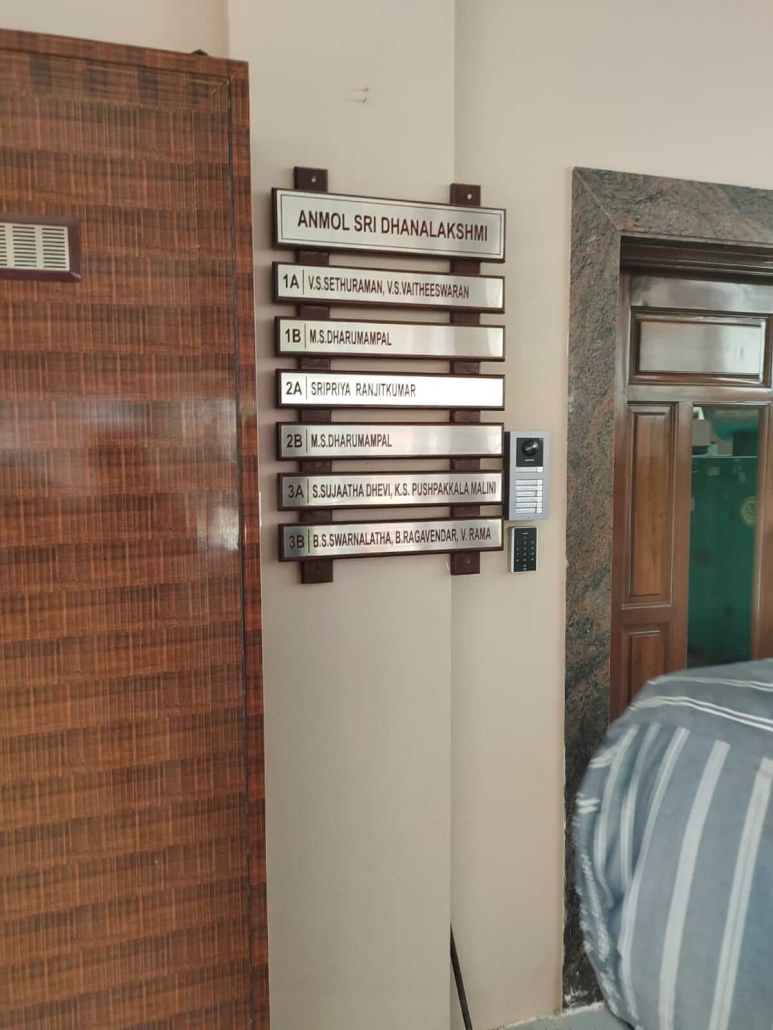 ANMOL SRI DHANALAKSHMI
1A V.S.SETHURAMAN, V.S.VAITHEESWARAN
1B M.S.DHARUMAMPAL
2A SRIPRIYA RANJITKUMAR
2B M.S.DHARUMAMPAL
3A S.SUJAATHA DHEVI, K.S. PUSHPAKKALA MALINI
3B B.S.SWARNALATHA, B.RAGAVENDAR, V. RAMA